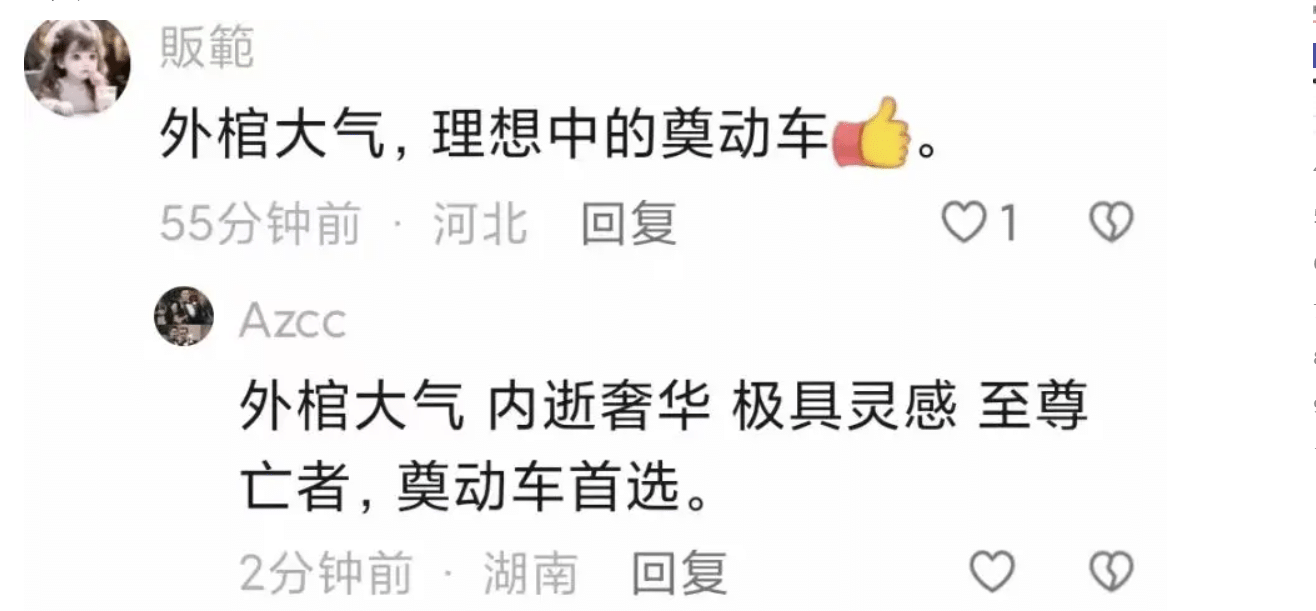 販範
外棺大气，理想中的奠动车👍。
55分钟前 · 河北 回复 1
Azcc
外棺大气 内逝奢华 极具灵感 至尊
亡者，奠动车首选。
2分钟前 · 湖南 回复